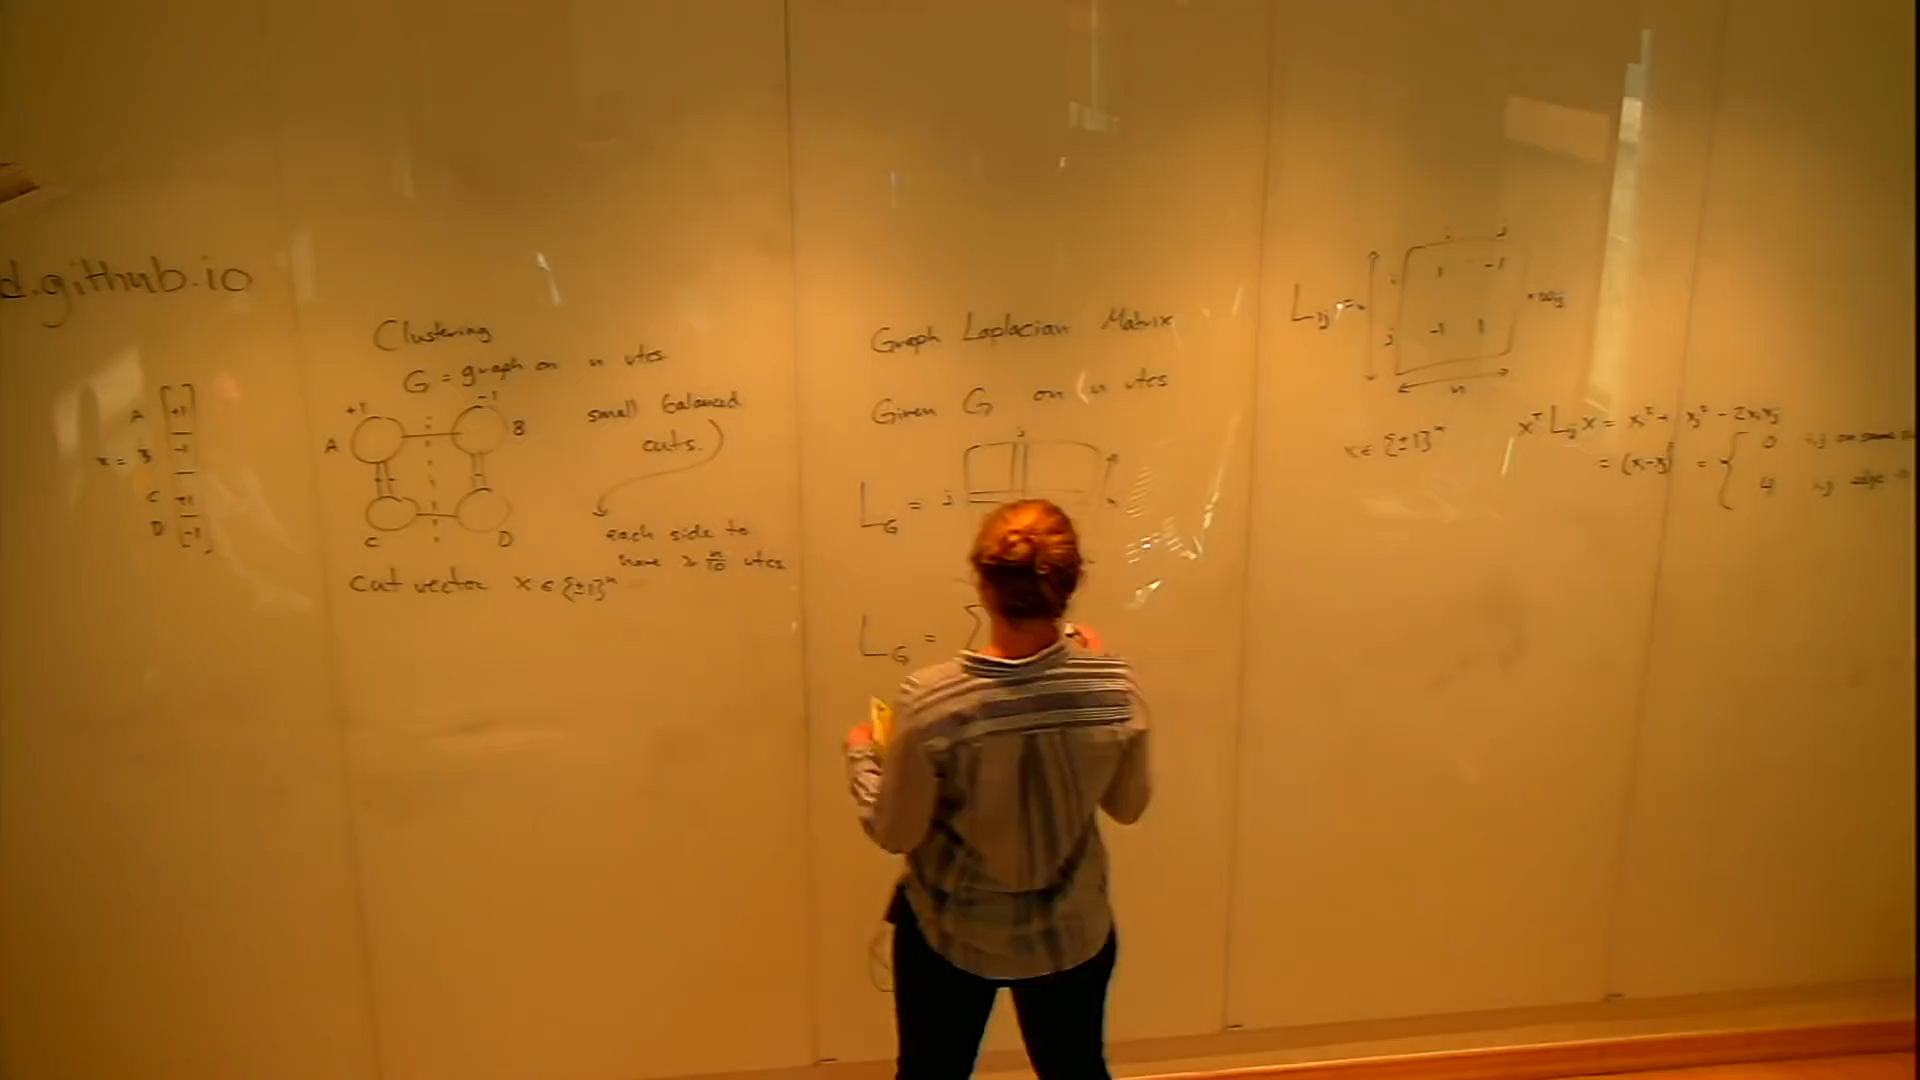 d.github.io
A +1
x = B -1
C +1
D -1
Clustering
G = graph on n vtcs
+1 -1
A B
C D
small balanced
cuts.
each side to
have ≥ n/10 vtcs
cut vector x ∈ {±1}ⁿ
Graph Laplacian Matrix
Given G on n vtcs
j
L_G = j
L_G = Σ
i j
i 1 -1
L_ij = n
j -1 1
n
x ∈ {±1}ⁿ
xᵀ L_ij x = x_i² + x_j² - 2x_i x_j
= (x_i - x_j)² = { 0 i,j on same
4 i,j edge